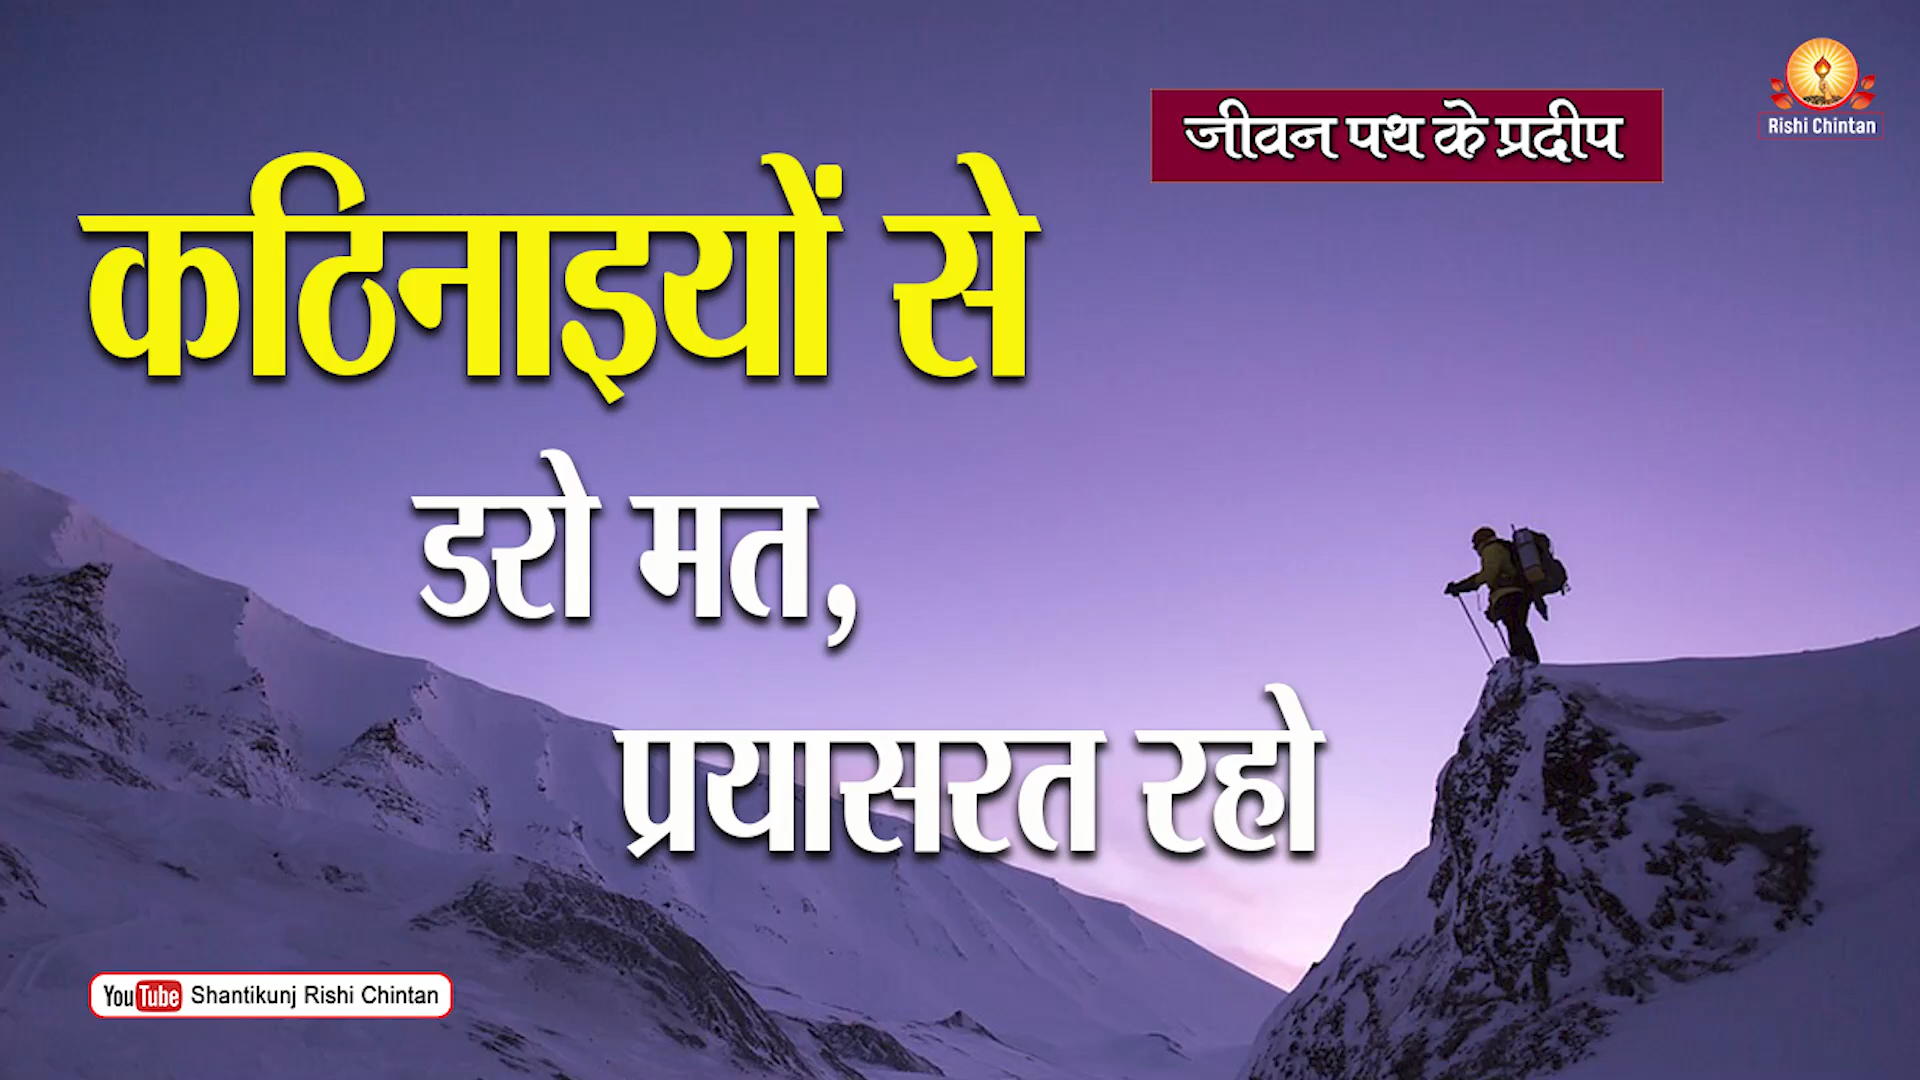 जीवन पथ के प्रदीप
Rishi Chintan
कठिनाइयों से
डरो मत,
प्रयासरत रहो
YouTube Shantikunj Rishi Chintan